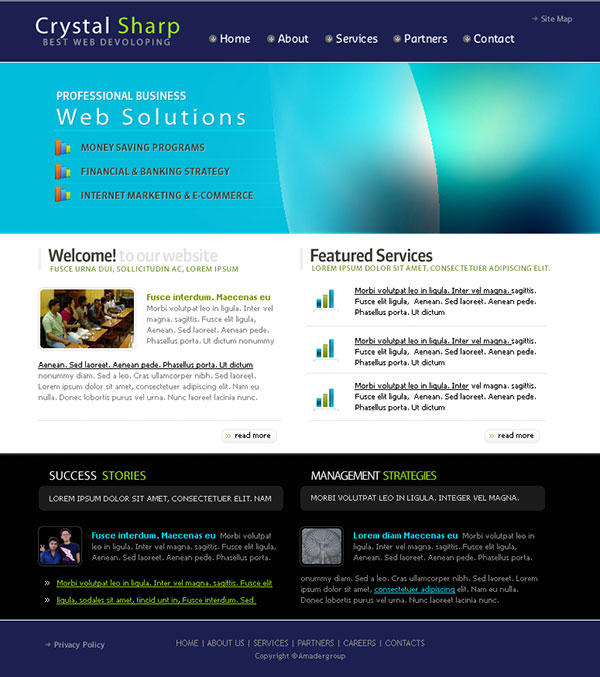 Crystal Sharp
BEST WEB DEVOLOPING
Site Map
Home
About
Services
Partners
Contact
PROFESSIONAL BUSINESS
Web Solutions
MONEY SAVING PROGRAMS
FINANCIAL & BANKING STRATEGY
INTERNET MARKETING & E-COMMERCE
Welcome! to our website
FUSCE URNA DUI, SOLLICITUDIN AC, LOREM IPSUM
Fusce interdum. Maecenas eu
Morbi volutpat leo in ligula. Inter vel
magna. sagittis. Fusce elit ligula,
Aenean. Sed laoreet. Aenean pede.
Phasellus porta. Ut dictum nonummy
Aenean. Sed laoreet. Aenean pede. Phasellus porta. Ut dictum
nonummy diam. Sed a leo. Cras ullamcorper nibh. Sed laoreet.
Lorem ipsum dolor sit amet, consectetuer adipiscing elit. Nam eu
nulla. Donec lobortis purus vel urna. Nunc laoreet lacinia nunc.
» read more
Featured Services
LOREM IPSUM DOLOR SIT AMET, CONSECTETUER ADIPISCING ELIT.
Morbi volutpat leo in ligula. Inter vel magna. sagittis.
Fusce elit ligula, Aenean. Sed laoreet. Aenean pede.
Phasellus porta. Ut dictum
Morbi volutpat leo in ligula. Inter vel magna. sagittis.
Fusce elit ligula, Aenean. Sed laoreet. Aenean pede.
Phasellus porta. Ut dictum
Morbi volutpat leo in ligula. Inter vel magna. sagittis.
Fusce elit ligula, Aenean. Sed laoreet. Aenean pede.
Phasellus porta. Ut dictum
» read more
SUCCESS STORIES
LOREM IPSUM DOLOR SIT AMET, CONSECTETUER ELIT. NAM
Fusce interdum. Maecenas eu Morbi volutpat
leo in ligula. Inter vel magna. sagittis. Fusce elit ligula,
Aenean. Sed laoreet. Aenean pede. Phasellus porta.
» Morbi volutpat leo in ligula. Inter vel magna. sagittis. Fusce elit
» ligula, sodales sit amet, tincid unt in, Fusce interdum. Sed
MANAGEMENT STRATEGIES
MORBI VOLUTPAT LEO IN LIGULA. INTEGER VEL MAGNA.
Lorem diam Maecenas eu Morbi volutpat
leo in ligula. Inter vel magna. sagittis. Fusce elit ligula,
Aenean. Sed laoreet. Aenean pede. Phasellus porta.
onummy diam. Sed a leo. Cras ullamcorper nibh. Sed laoreet. Lorem
ipsum dolor sit amet, consectetuer adipiscing elit. Nam eu nulla.
Donec lobortis purus vel urna. Nunc laoreet lacinia nunc.
Privacy Policy
HOME | ABOUT US | SERVICES | PARTNERS | CAREERS | CONTACTS
Copyright © Amadergroup